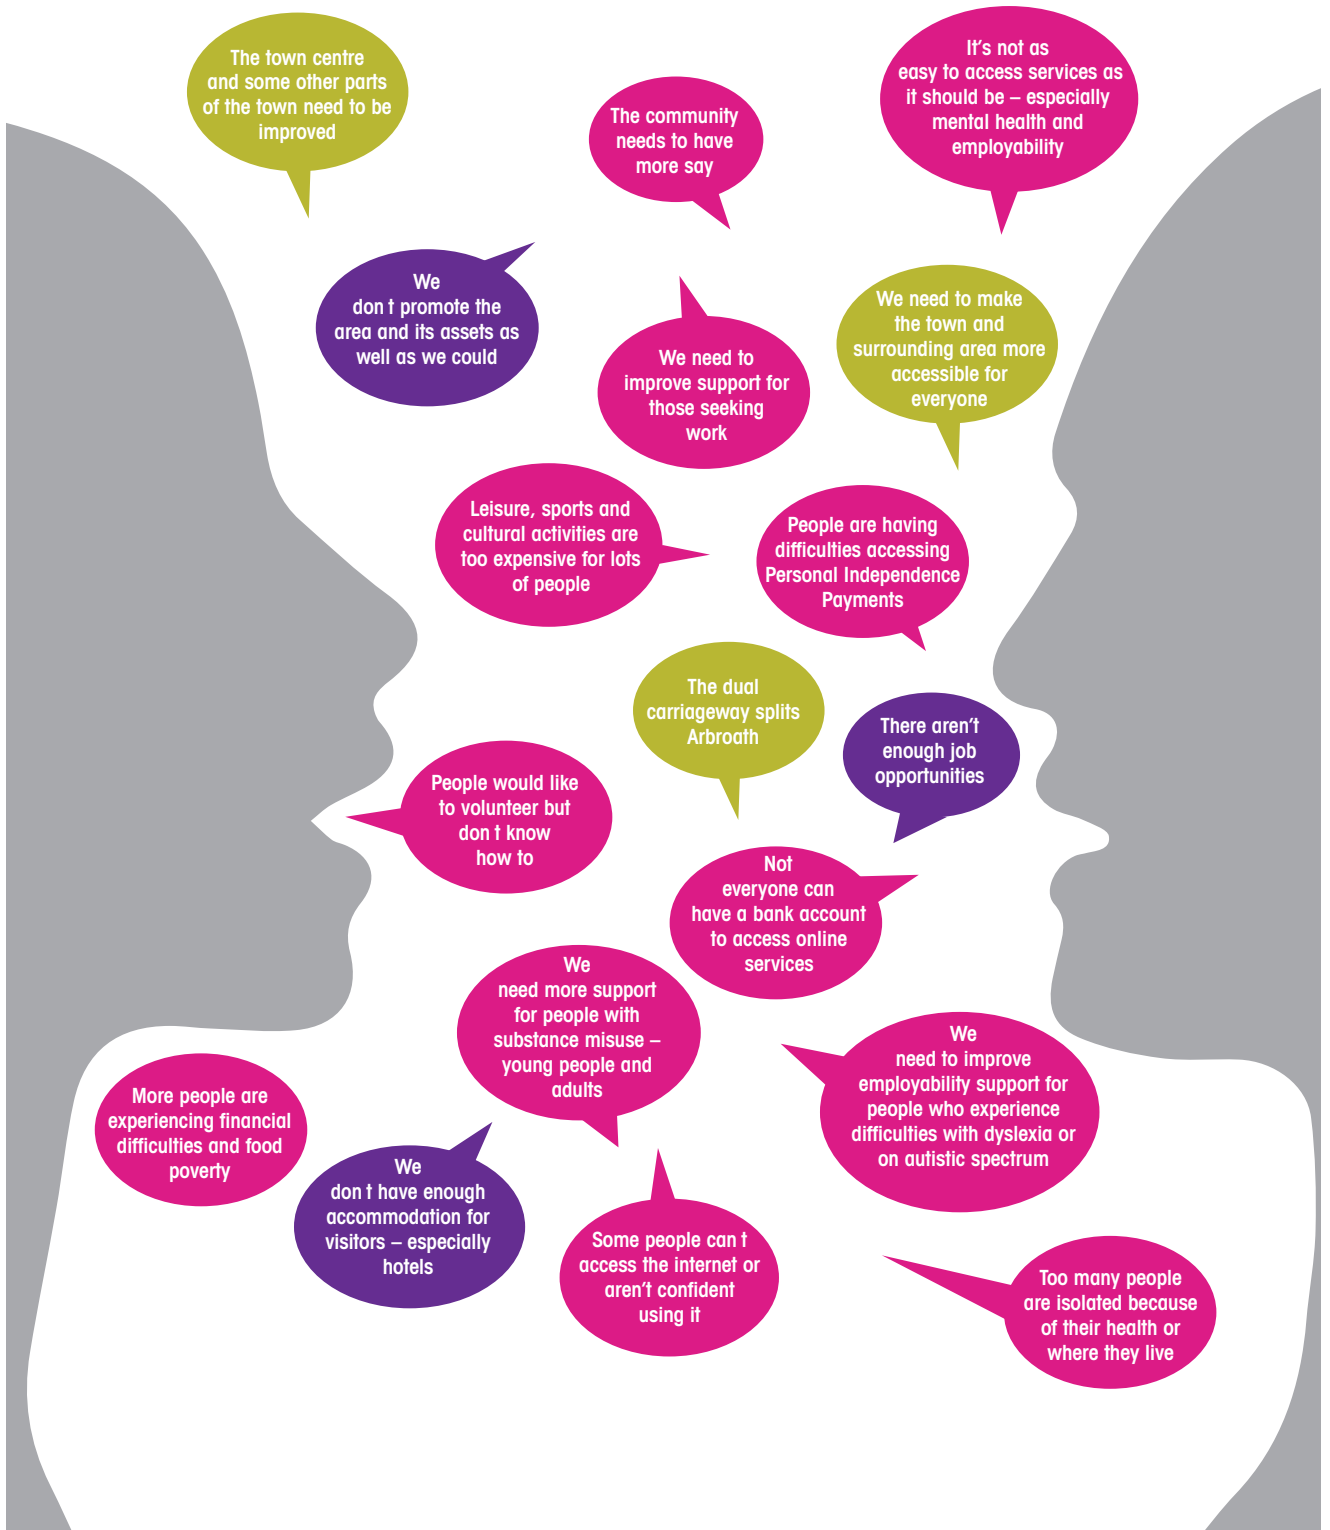 The town centre
and some other parts
of the town need to be
improved
The community
needs to have
more say
It's not as
easy to access services as
it should be – especially
mental health and
employability
We
don t promote the
area and its assets as
well as we could
We need to
improve support for
those seeking
work
We need to make
the town and
surrounding area more
accessible for
everyone
Leisure, sports and
cultural activities are
too expensive for lots
of people
People are having
difficulties accessing
Personal Independence
Payments
The dual
carriageway splits
Arbroath
There aren't
enough job
opportunities
People would like
to volunteer but
don t know
how to
Not
everyone can
have a bank account
to access online
services
We
need more support
for people with
substance misuse –
young people and
adults
We
need to improve
employability support for
people who experience
difficulties with dyslexia or
on autistic spectrum
More people are
experiencing financial
difficulties and food
poverty
We
don t have enough
accommodation for
visitors – especially
hotels
Some people can t
access the internet or
aren't confident
using it
Too many people
are isolated because
of their health or
where they live